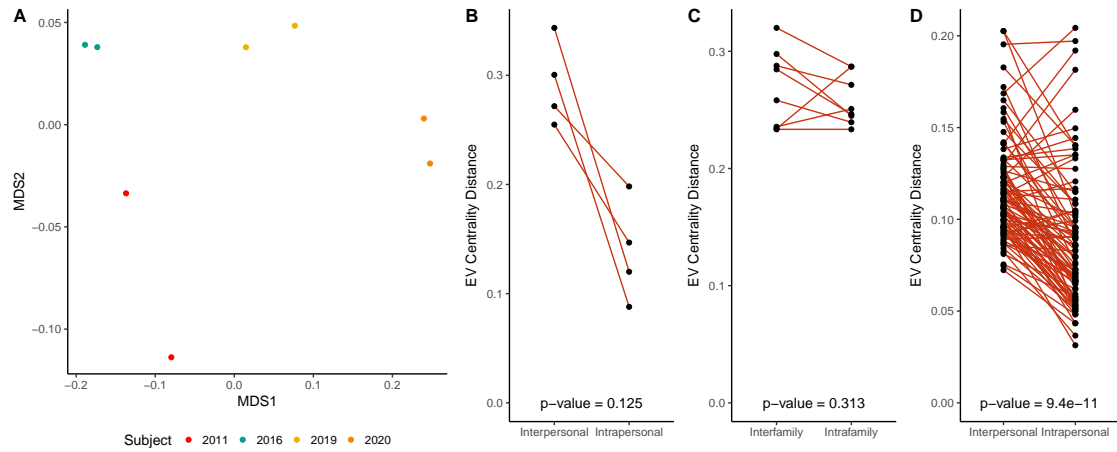 A
B
C
D
0.05
0.00
−0.05
−0.10
MDS2
−0.2
−0.1
0.0
0.1
0.2
MDS1
Subject 2011 2016 2019 2020
EV Centrality Distance
0.3
0.2
0.1
0.0
p−value = 0.125
Interpersonal Intrapersonal
EV Centrality Distance
0.3
0.2
0.1
0.0
p−value = 0.313
Interfamily Intrafamily
EV Centrality Distance
0.20
0.15
0.10
0.05
0.00
p−value = 9.4e−11
Interpersonal Intrapersonal